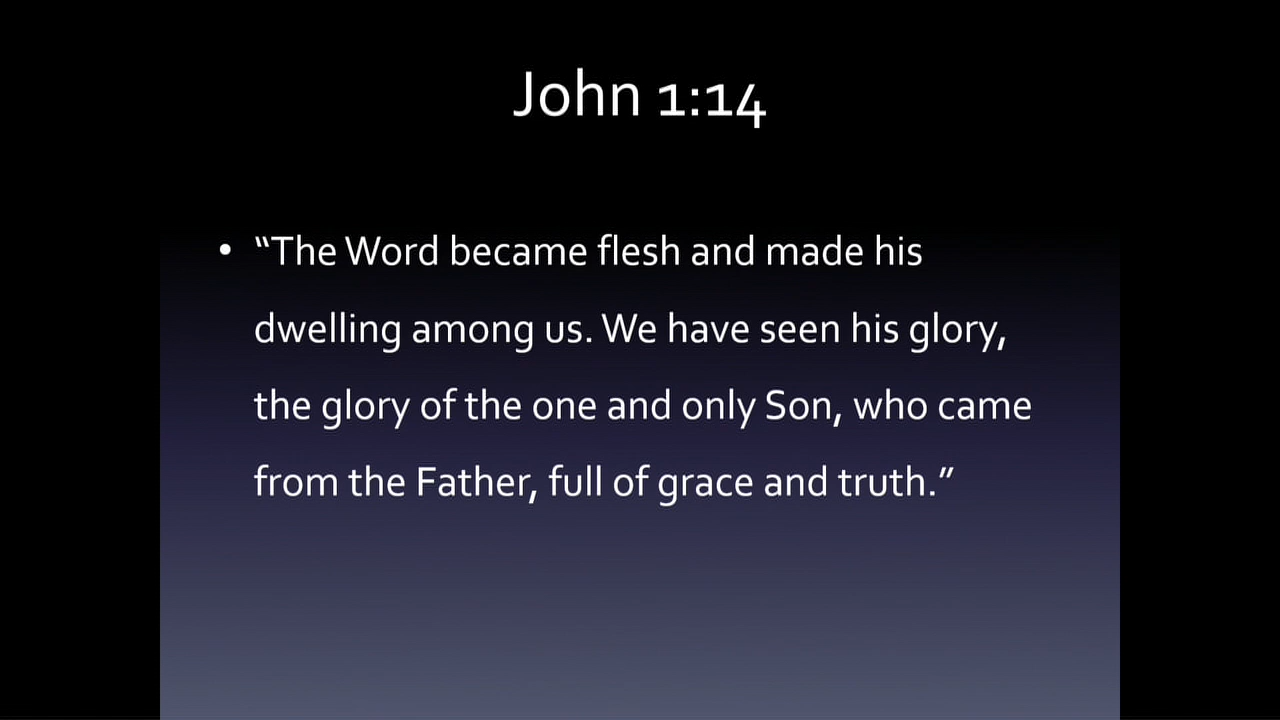 John 1:14
• “The Word became flesh and made his
dwelling among us. We have seen his glory,
the glory of the one and only Son, who came
from the Father, full of grace and truth.”